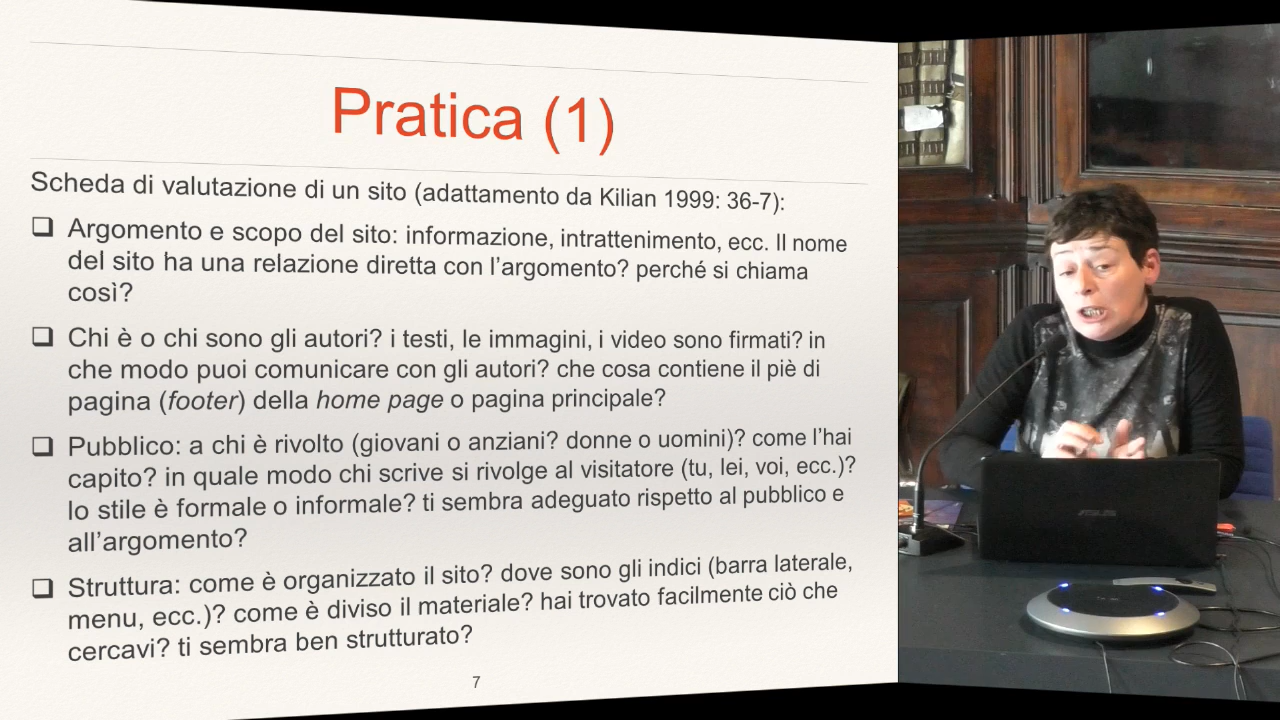 Pratica (1)
Scheda di valutazione di un sito (adattamento da Kilian 1999: 36-7):
❑ Argomento e scopo del sito: informazione, intrattenimento, ecc. Il nome
del sito ha una relazione diretta con l’argomento? perché si chiama
così?
❑ Chi è o chi sono gli autori? i testi, le immagini, i video sono firmati? in
che modo puoi comunicare con gli autori? che cosa contiene il piè di
pagina (footer) della home page o pagina principale?
❑ Pubblico: a chi è rivolto (giovani o anziani? donne o uomini)? come l’hai
capito? in quale modo chi scrive si rivolge al visitatore (tu, lei, voi, ecc.)?
lo stile è formale o informale? ti sembra adeguato rispetto al pubblico e
all’argomento?
❑ Struttura: come è organizzato il sito? dove sono gli indici (barra laterale,
menu, ecc.)? come è diviso il materiale? hai trovato facilmente ciò che
cercavi? ti sembra ben strutturato?
7
ASUS